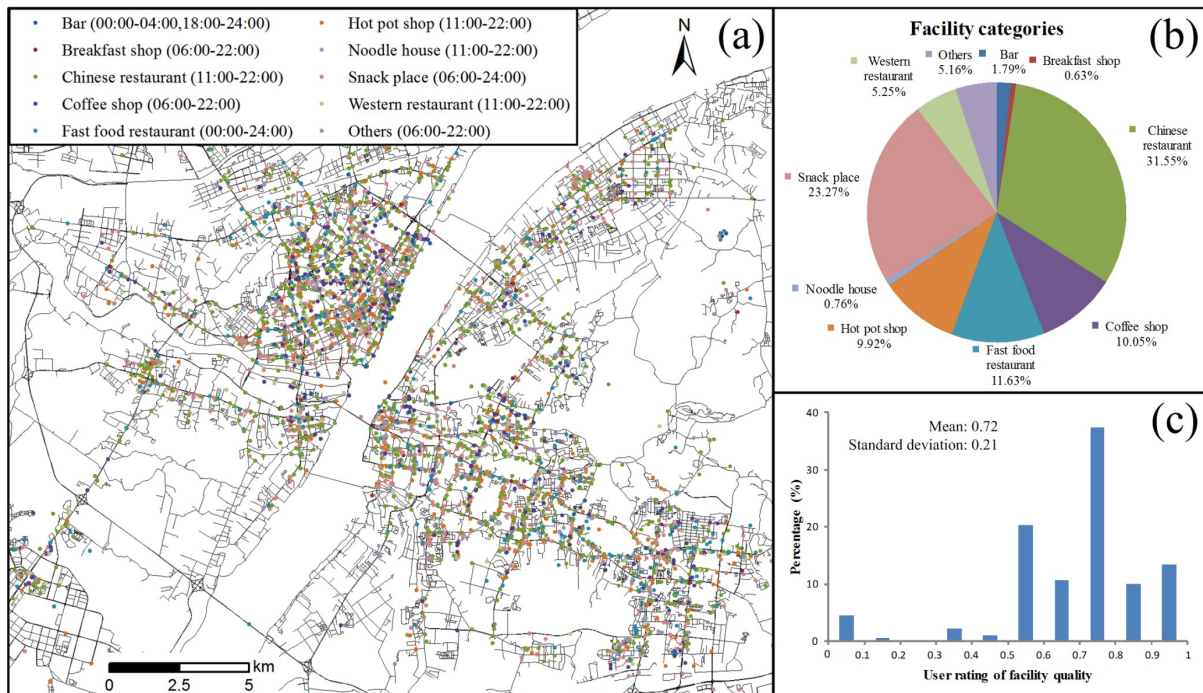 Bar (00:00-04:00,18:00-24:00)
Breakfast shop (06:00-22:00)
Chinese restaurant (11:00-22:00)
Coffee shop (06:00-22:00)
Fast food restaurant (00:00-24:00)
Hot pot shop (11:00-22:00)
Noodle house (11:00-22:00)
Snack place (06:00-24:00)
Western restaurant (11:00-22:00)
Others (06:00-22:00)
N
(a)
0 2.5 5
km
Facility categories
(b)
Bar
1.79%
Breakfast shop
0.63%
Chinese
restaurant
31.55%
Coffee shop
10.05%
Fast food
restaurant
11.63%
Hot pot shop
9.92%
Noodle house
0.76%
Snack place
23.27%
Western
restaurant
5.25%
Others
5.16%
(c)
Mean: 0.72
Standard deviation: 0.21
Percentage (%)
40
30
20
10
0
0 0.1 0.2 0.3 0.4 0.5 0.6 0.7 0.8 0.9 1
User rating of facility quality